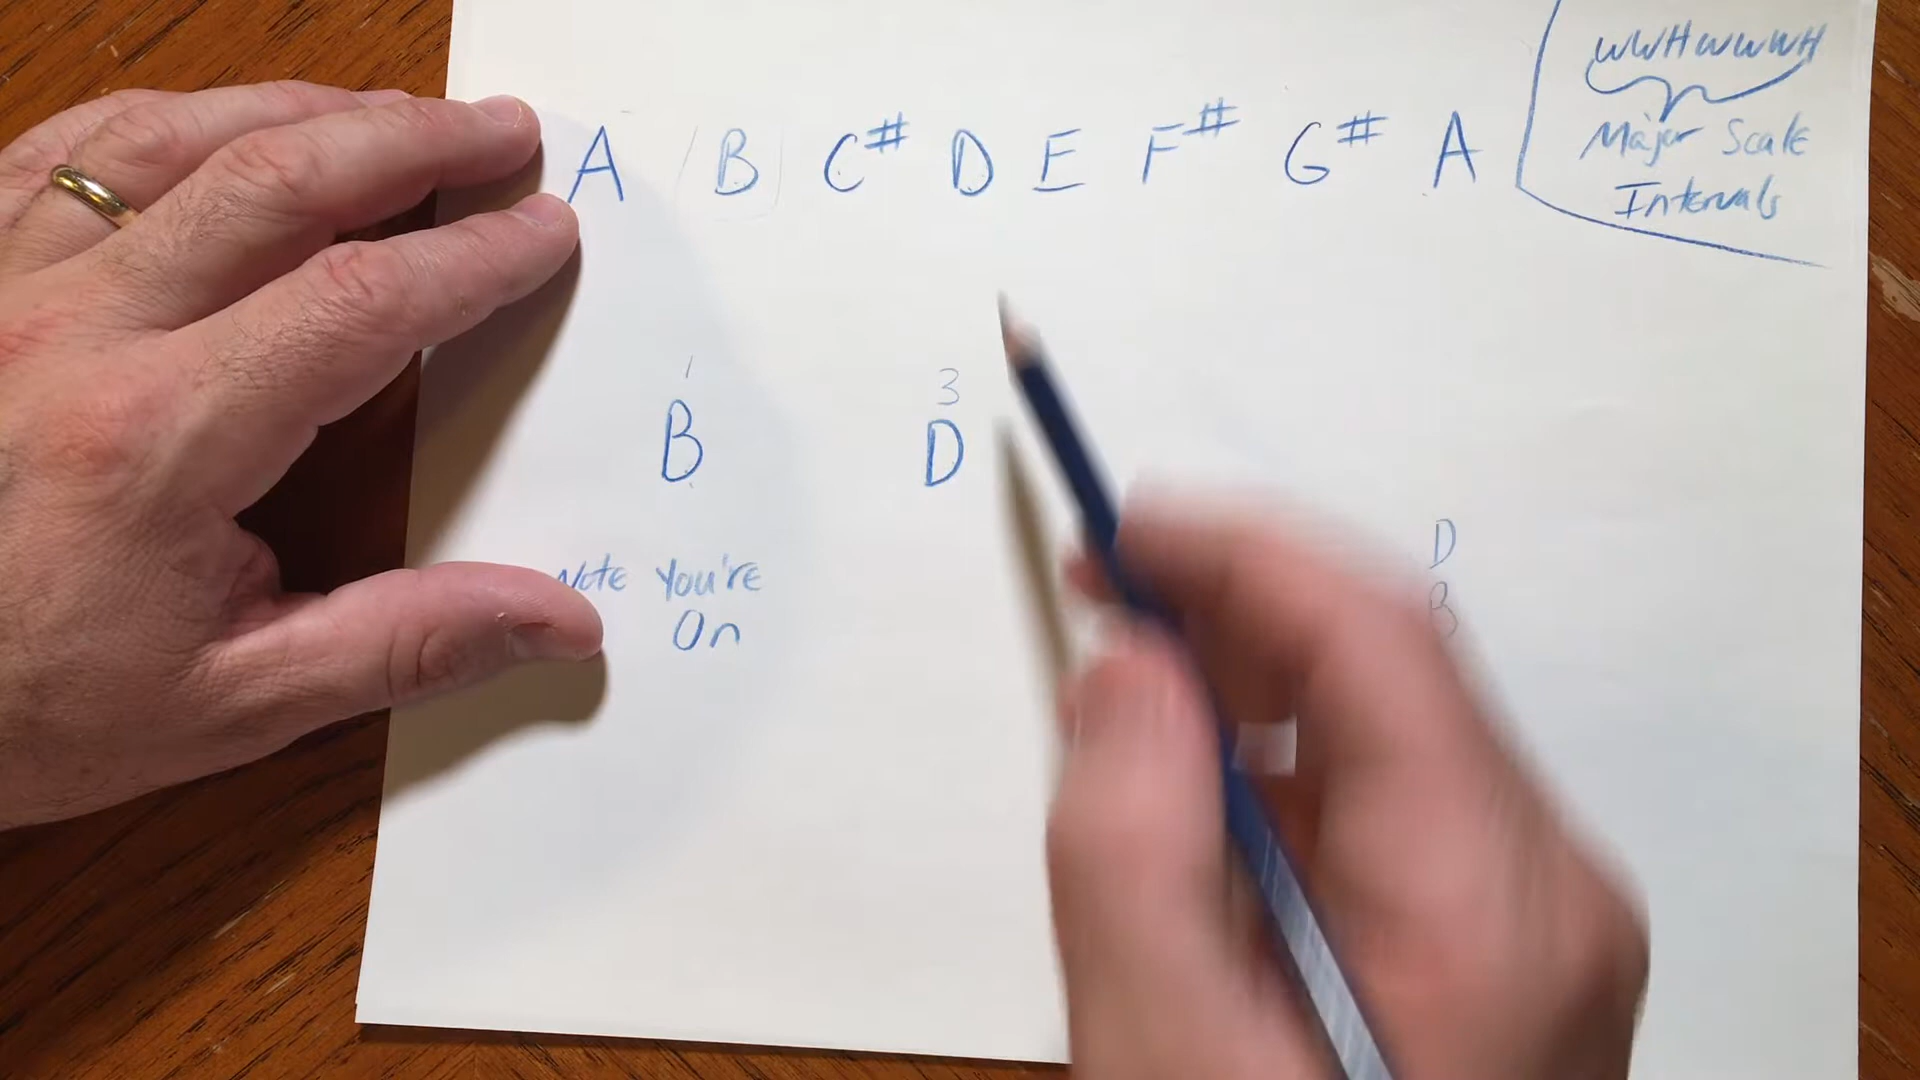 WWHWWWH
Major Scale
Intervals
A B C# D E F# G# A
1 3
B D
Note You're
On
D
B